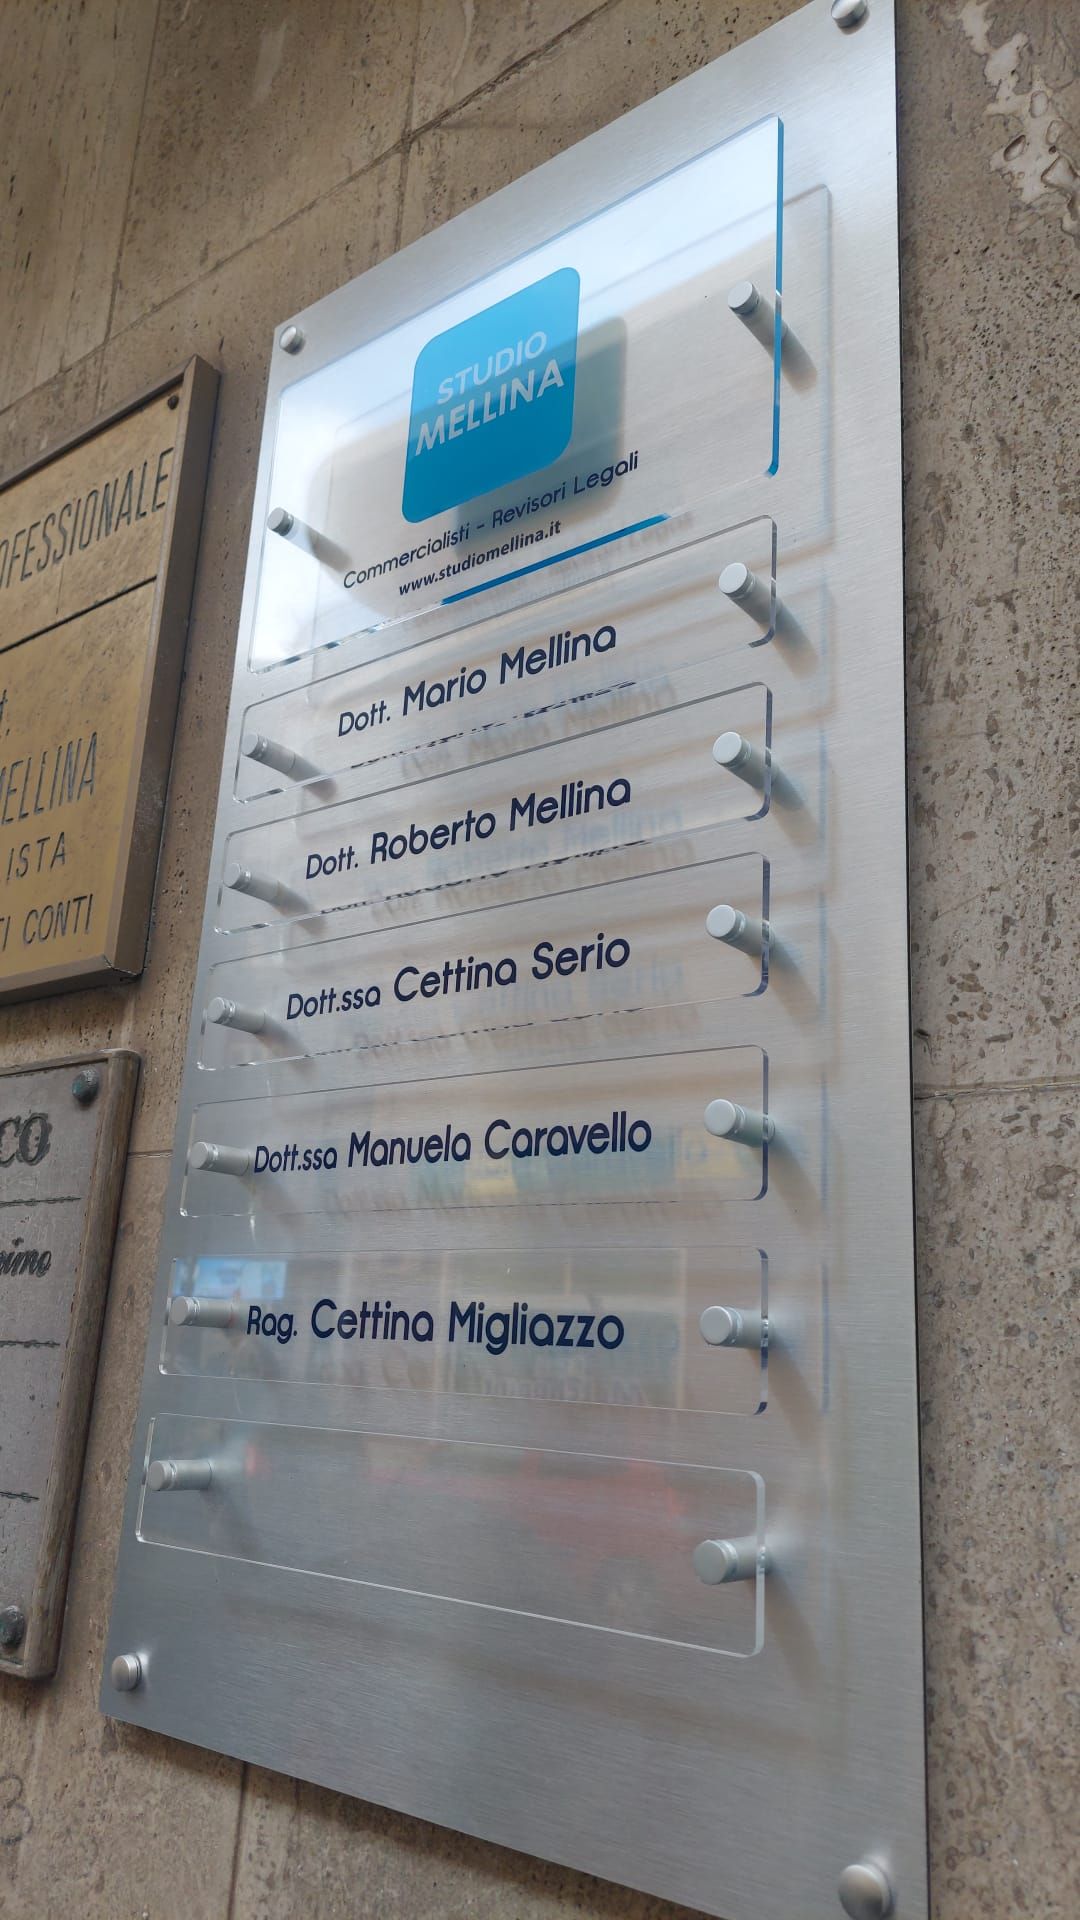 STUDIO
MELLINA
Commercialisti - Revisori Legali
www.studiomellina.it
Dott. Mario Mellina
Dott. Roberto Mellina
Dott.ssa Cettina Serio
Dott.ssa Manuela Caravello
Rag. Cettina Migliazzo
OFESSIONALE
MELLINA
ISTA
TI CONTI
CO